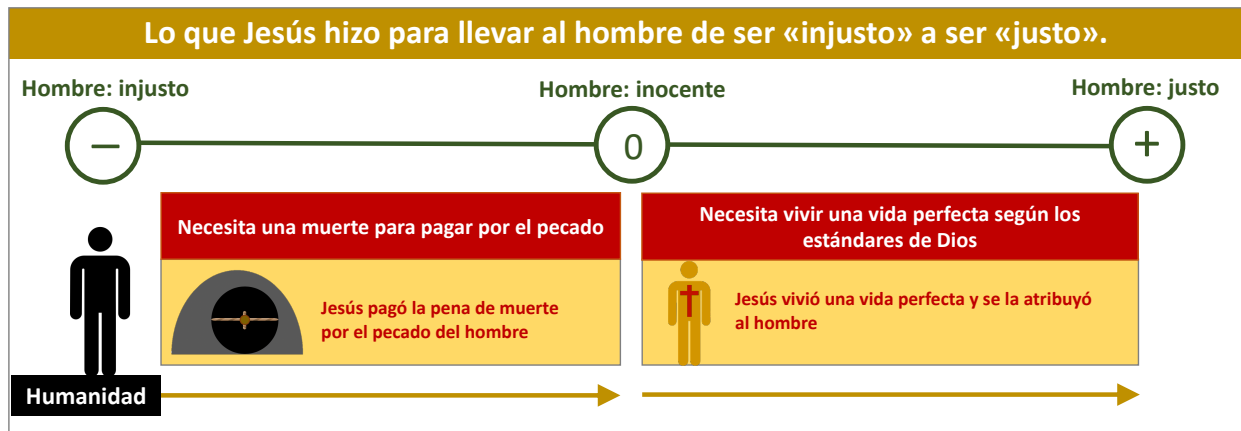 Lo que Jesús hizo para llevar al hombre de ser «injusto» a ser «justo».
Hombre: injusto
Hombre: inocente
Hombre: justo
–
0
+
Necesita una muerte para pagar por el pecado
Necesita vivir una vida perfecta según los
estándares de Dios
Jesús pagó la pena de muerte
por el pecado del hombre
Jesús vivió una vida perfecta y se la atribuyó
al hombre
Humanidad